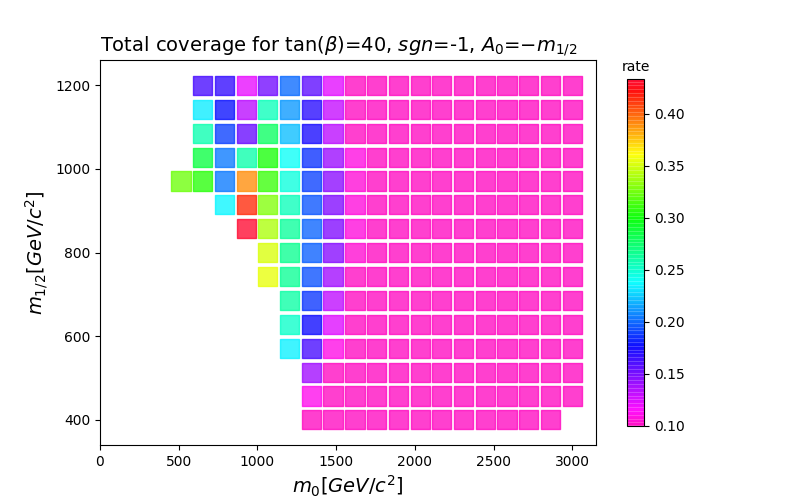 Total coverage for tan(β)=40, sgn=-1, A₀=−m₁/₂
rate
1200
1000
800
600
400
m₁/₂[GeV/c²]
0.40
0.35
0.30
0.25
0.20
0.15
0.10
0 500 1000 1500 2000 2500 3000
m₀[GeV/c²]